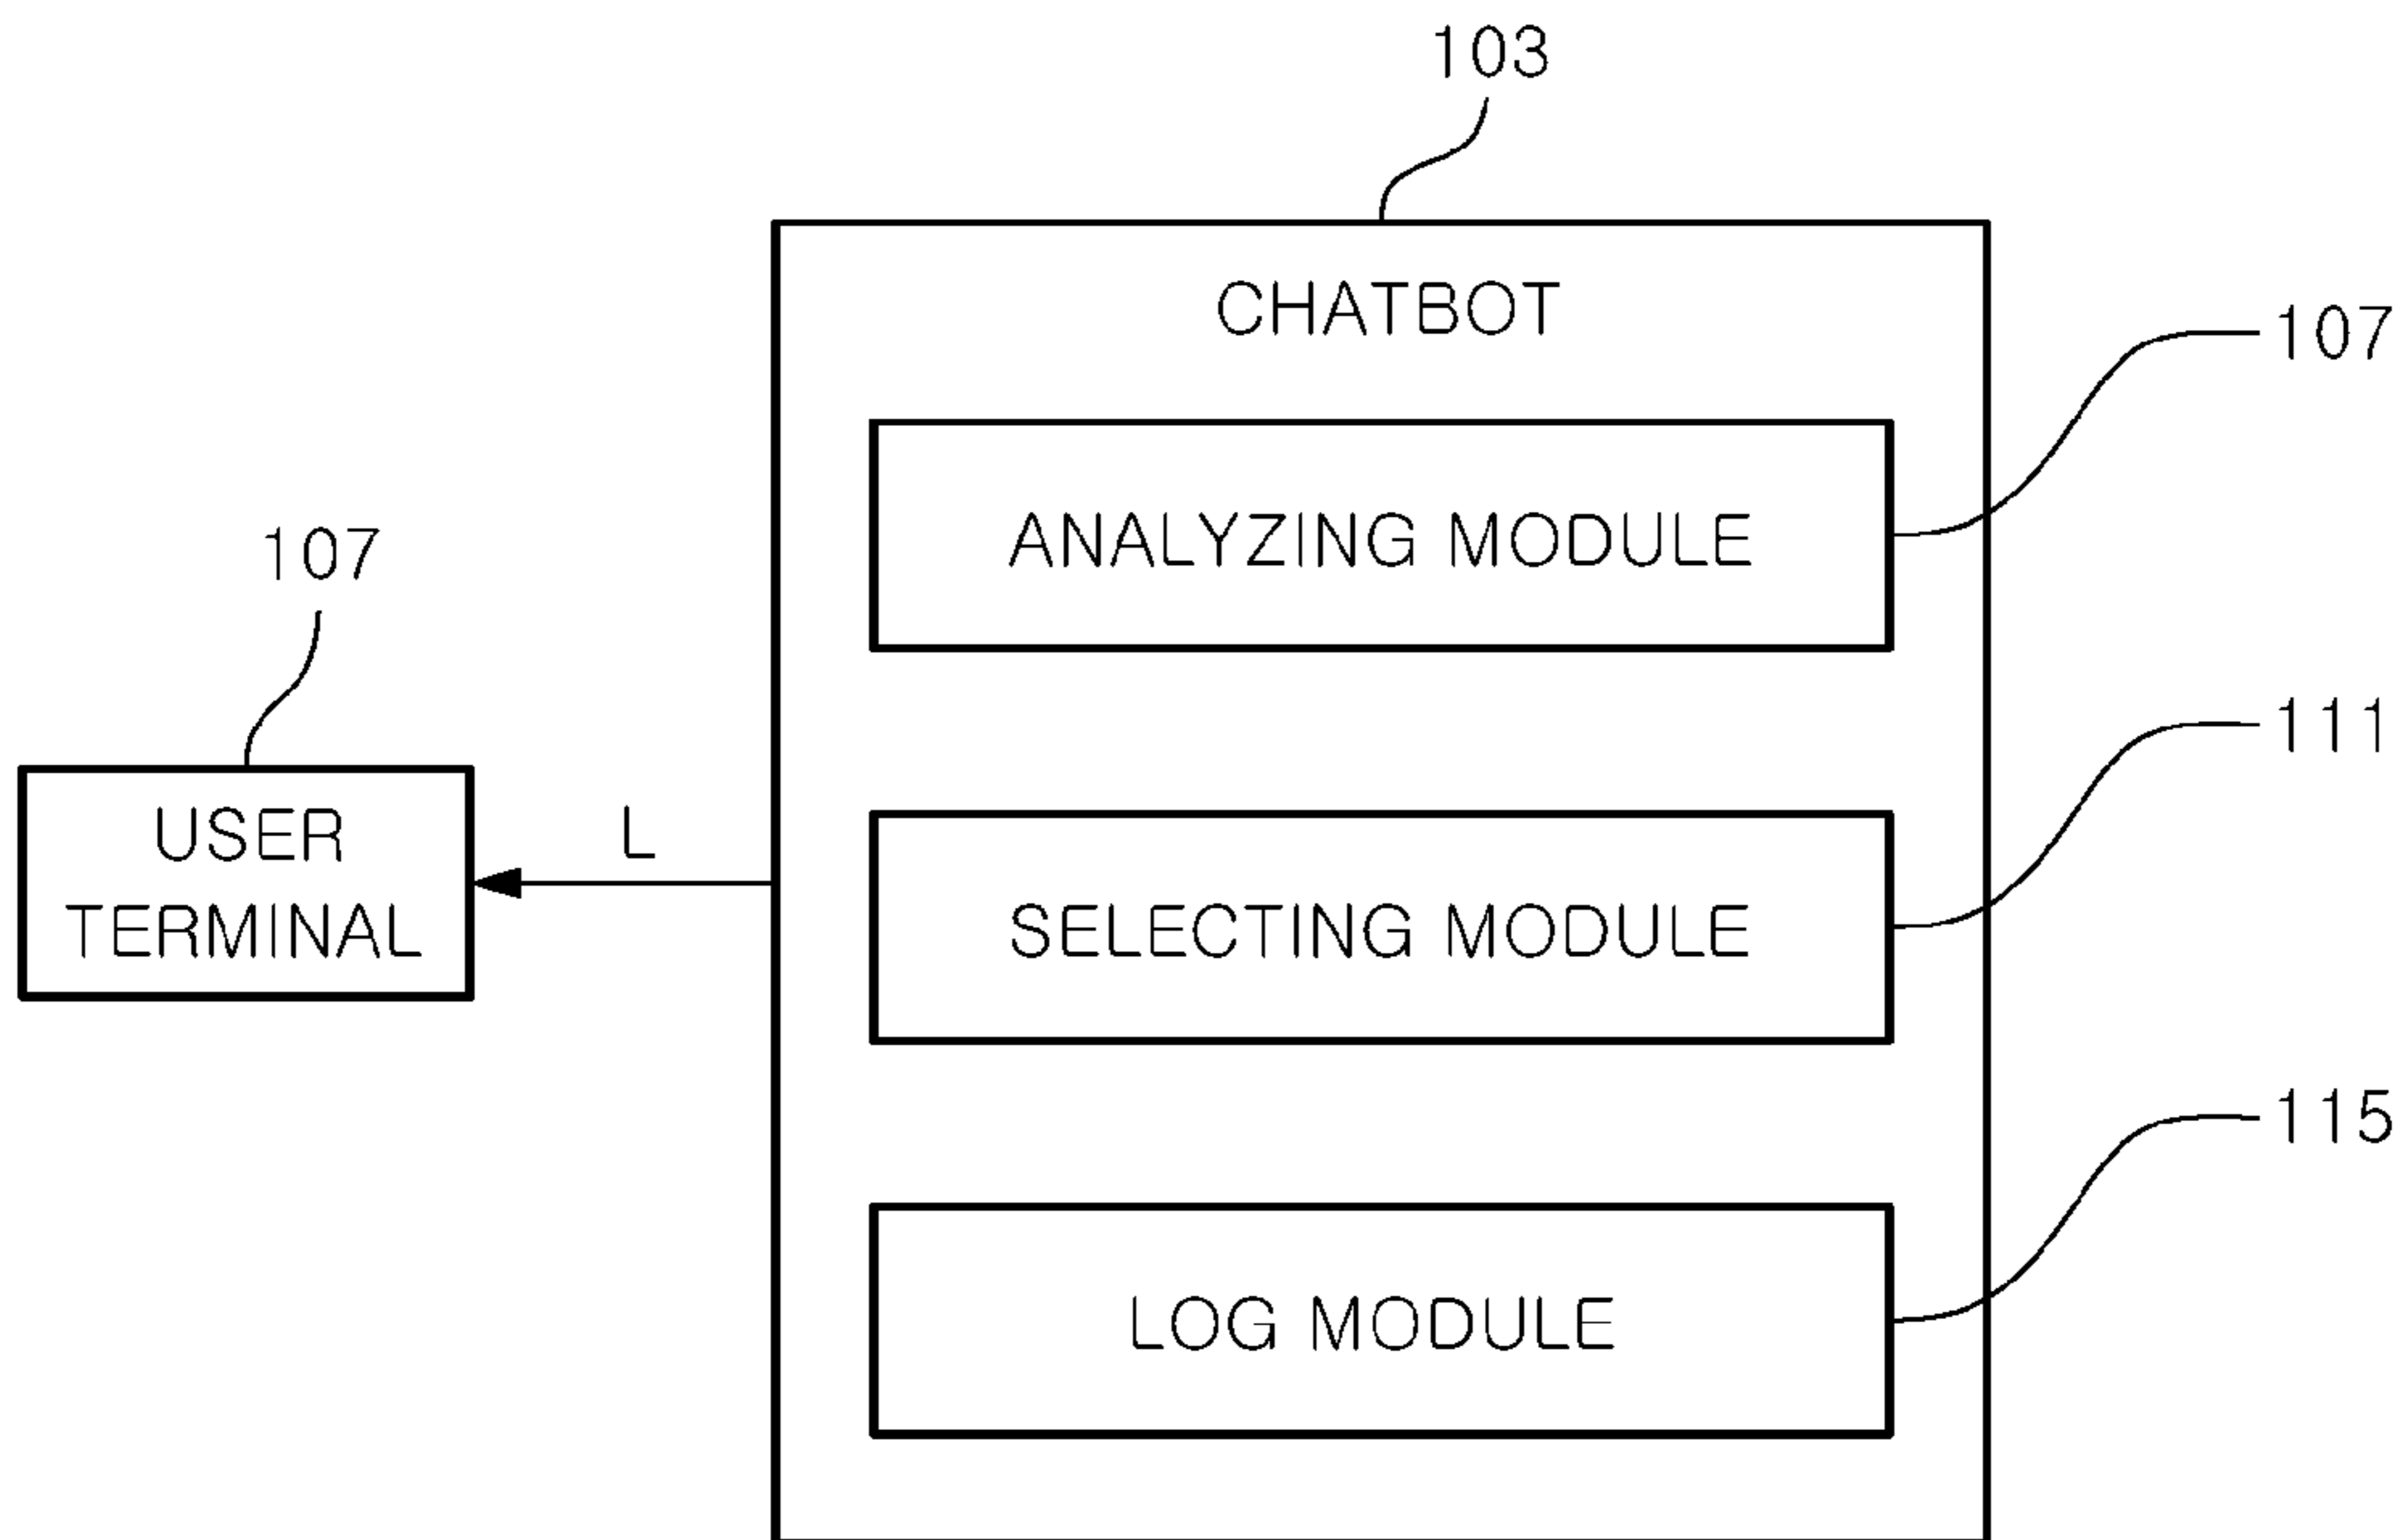 103
CHATBOT
107
ANALYZING MODULE
107
111
USER
TERMINAL
L
SELECTING MODULE
115
LOG MODULE